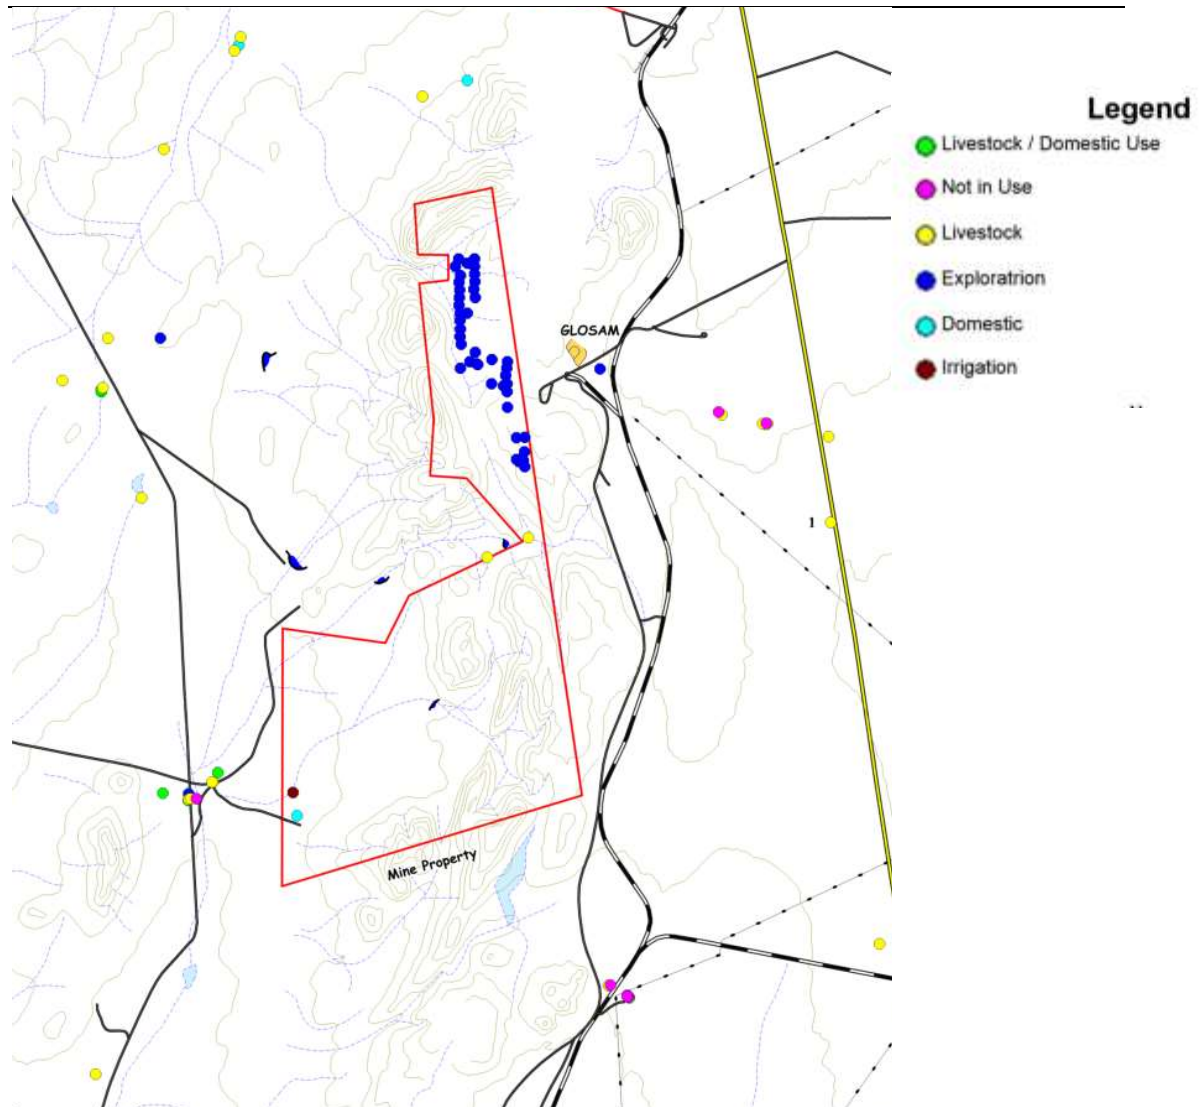 Legend
Livestock / Domestic Use
Not in Use
Livestock
Exploratrion
Domestic
Irrigation
GLOSAM
1
Mine Property